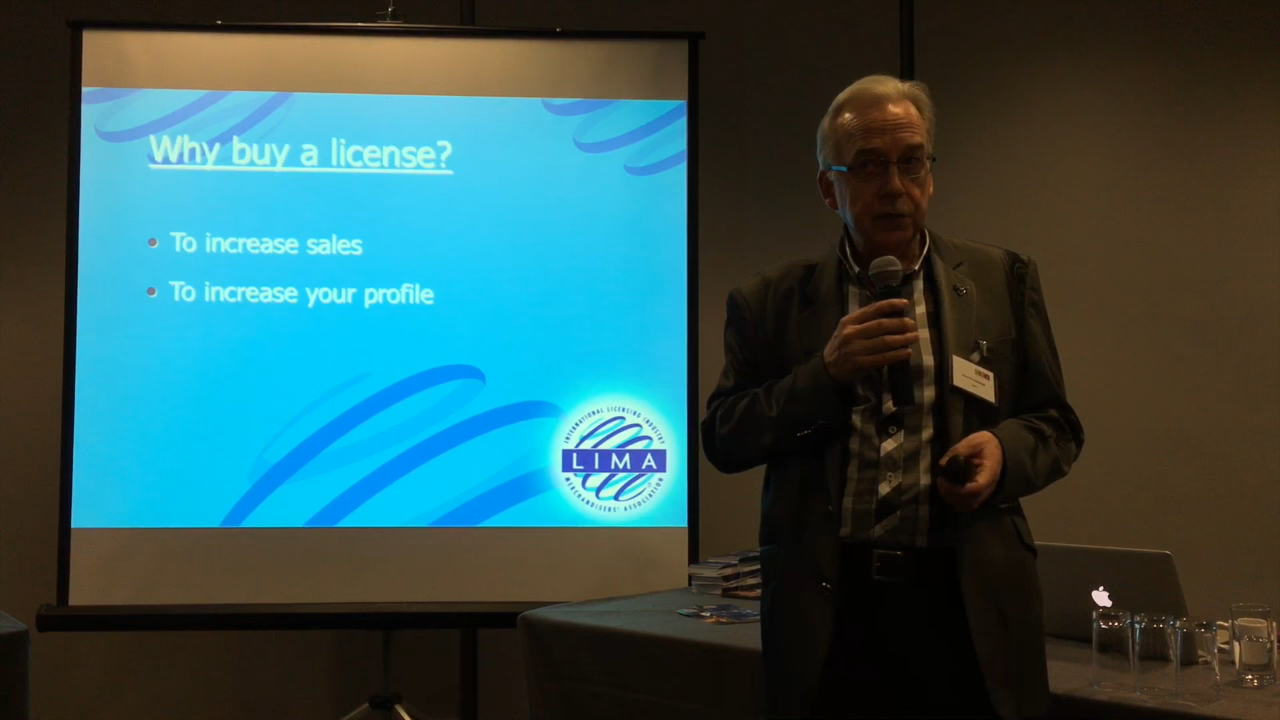 Why buy a license?
To increase sales
To increase your profile
INTERNATIONAL LICENSING INDUSTRY
LIMA
MERCHANDISERS' ASSOCIATION